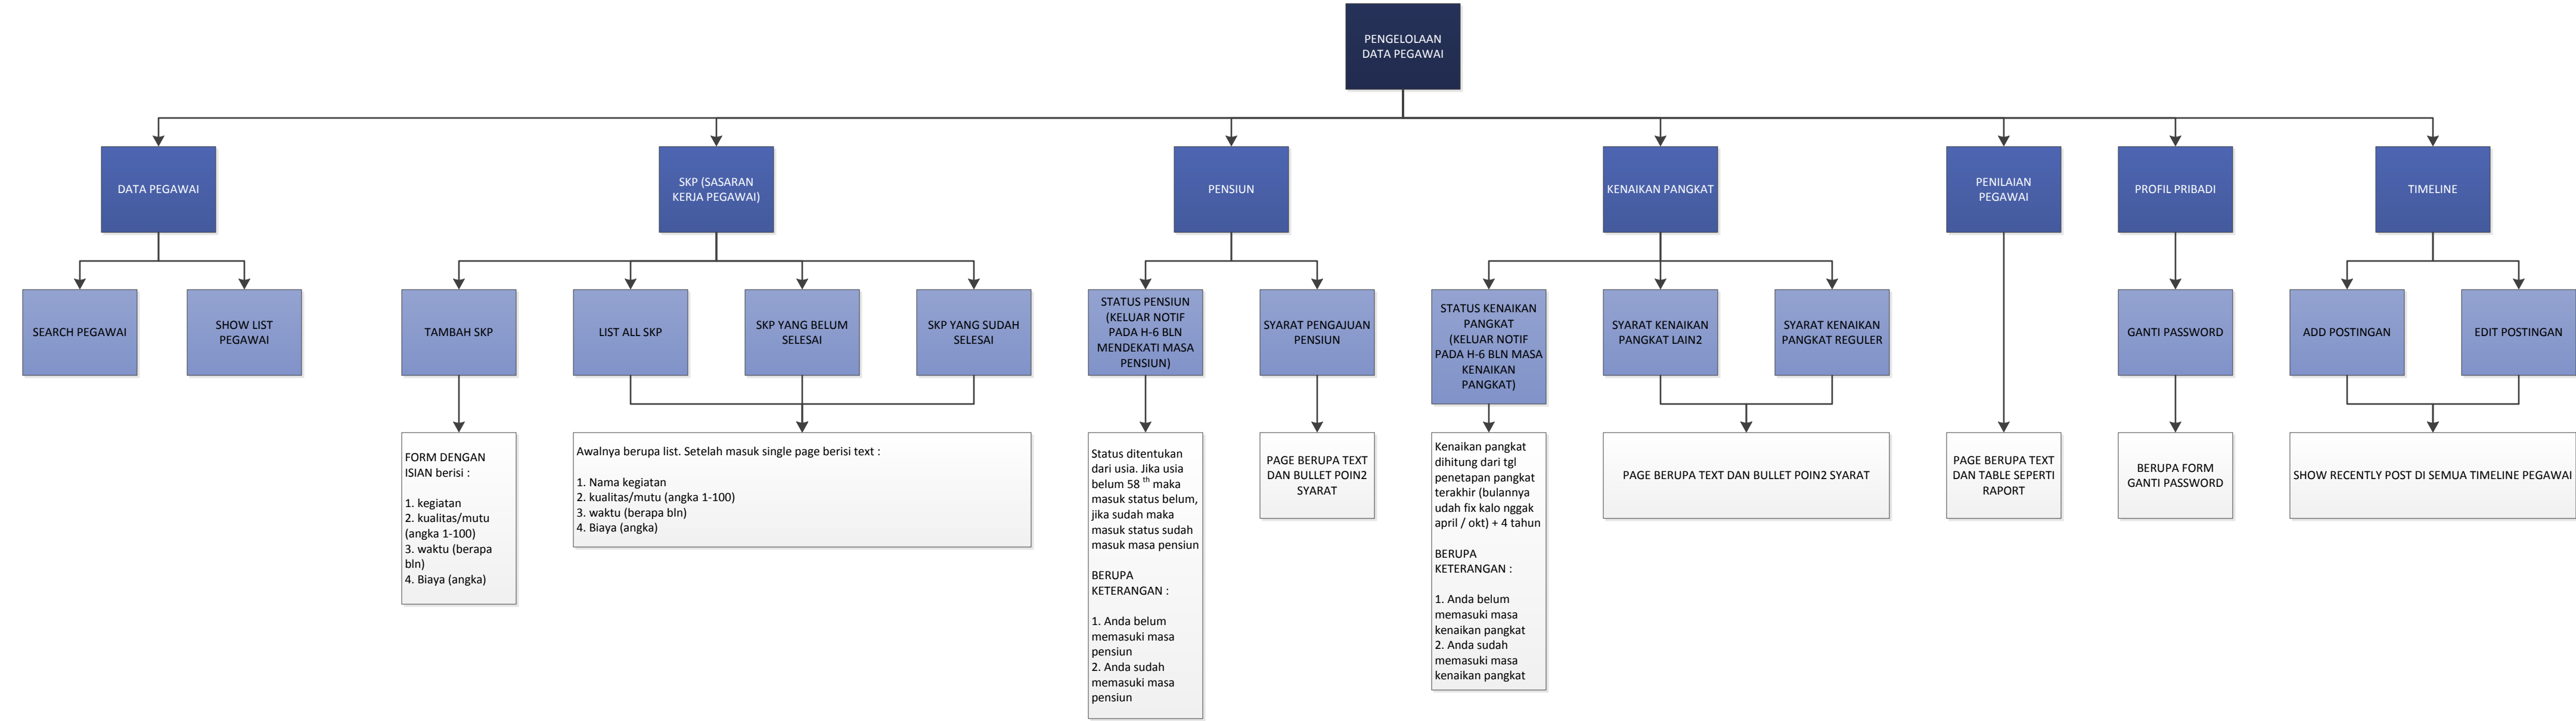 PENGELOLAAN
DATA PEGAWAI
DATA PEGAWAI
SKP (SASARAN
KERJA PEGAWAI)
PENSIUN
KENAIKAN PANGKAT
PENILAIAN
PEGAWAI
PROFIL PRIBADI
TIMELINE
SEARCH PEGAWAI
SHOW LIST
PEGAWAI
TAMBAH SKP
LIST ALL SKP
SKP YANG BELUM
SELESAI
SKP YANG SUDAH
SELESAI
STATUS PENSIUN
(KELUAR NOTIF
PADA H-6 BLN
MENDEKATI MASA
PENSIUN)
SYARAT PENGAJUAN
PENSIUN
STATUS KENAIKAN
PANGKAT
(KELUAR NOTIF
PADA H-6 BLN MASA
KENAIKAN
PANGKAT)
SYARAT KENAIKAN
PANGKAT LAIN2
SYARAT KENAIKAN
PANGKAT REGULER
GANTI PASSWORD
ADD POSTINGAN
EDIT POSTINGAN
FORM DENGAN
ISIAN berisi :
1. kegiatan
2. kualitas/mutu
(angka 1-100)
3. waktu (berapa
bln)
4. Biaya (angka)
Awalnya berupa list. Setelah masuk single page berisi text :
1. Nama kegiatan
2. kualitas/mutu (angka 1-100)
3. waktu (berapa bln)
4. Biaya (angka)
Status ditentukan
dari usia. Jika usia
belum 58 th maka
masuk status belum,
jika sudah maka
masuk status sudah
masuk masa pensiun
BERUPA
KETERANGAN :
1. Anda belum
memasuki masa
pensiun
2. Anda sudah
memasuki masa
pensiun
PAGE BERUPA TEXT
DAN BULLET POIN2
SYARAT
Kenaikan pangkat
dihitung dari tgl
penetapan pangkat
terakhir (bulannya
udah fix kalo nggak
april / okt) + 4 tahun
BERUPA
KETERANGAN :
1. Anda belum
memasuki masa
kenaikan pangkat
2. Anda sudah
memasuki masa
kenaikan pangkat
PAGE BERUPA TEXT DAN BULLET POIN2 SYARAT
PAGE BERUPA TEXT
DAN TABLE SEPERTI
RAPORT
BERUPA FORM
GANTI PASSWORD
SHOW RECENTLY POST DI SEMUA TIMELINE PEGAWAI